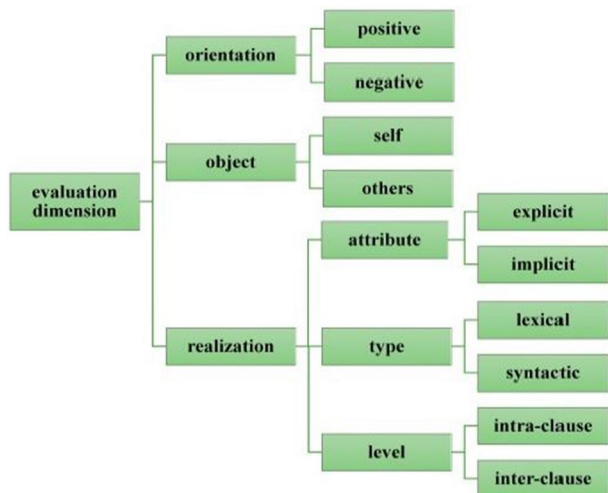 evaluation
dimension
orientation
positive
negative
object
self
others
realization
attribute
explicit
implicit
type
lexical
syntactic
level
intra-clause
inter-clause